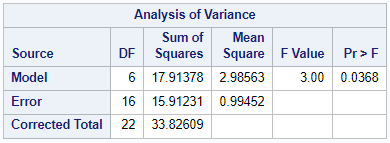 Analysis of Variance
Source DF Sum of Squares Mean Square F Value Pr > F
Model 6 17.91378 2.98563 3.00 0.0368
Error 16 15.91231 0.99452
Corrected Total 22 33.82609